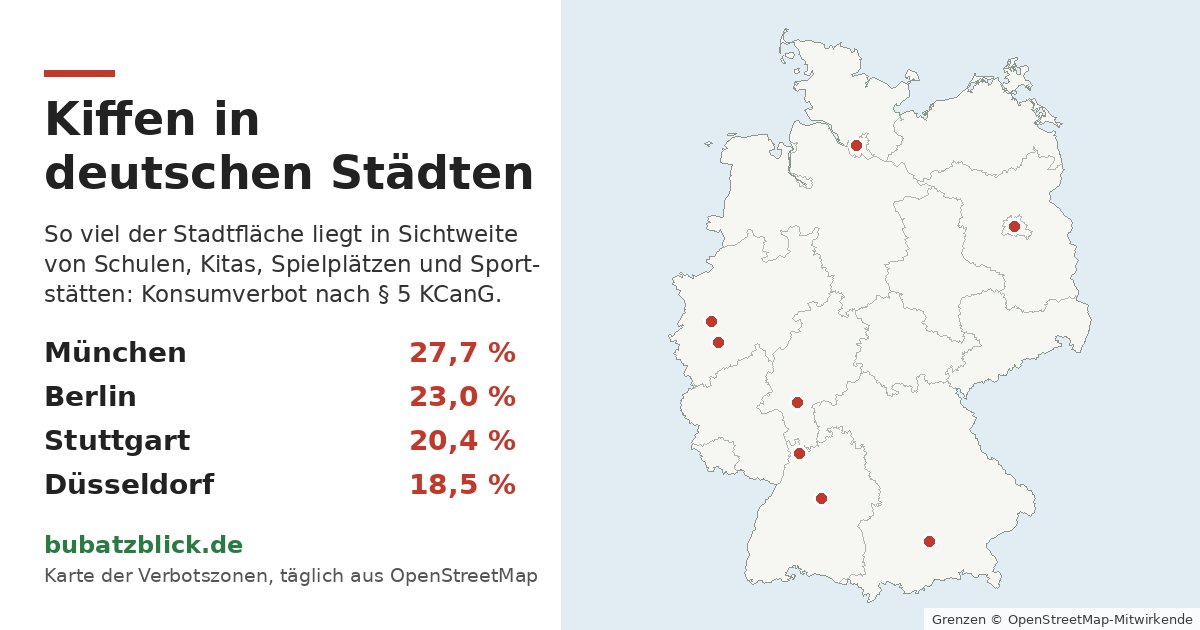 Kiffen in
deutschen Städten
So viel der Stadtfläche liegt in Sichtweite
von Schulen, Kitas, Spielplätzen und Sport-
stätten: Konsumverbot nach § 5 KCanG.
München 27,7 %
Berlin 23,0 %
Stuttgart 20,4 %
Düsseldorf 18,5 %
bubatzblick.de
Karte der Verbotszonen, täglich aus OpenStreetMap
Grenzen © OpenStreetMap-Mitwirkende